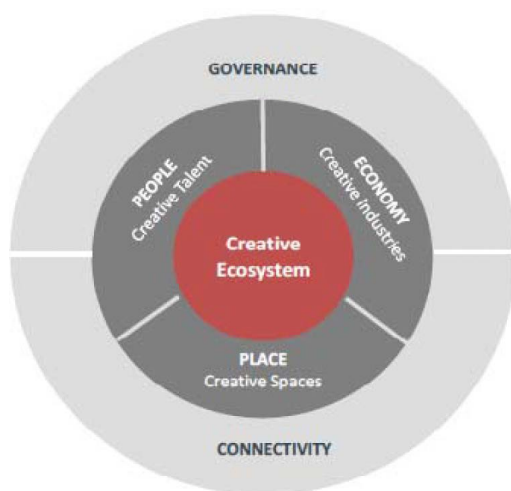 GOVERNANCE
PEOPLE
Creative Talent
ECONOMY
Creative industries
Creative
Ecosystem
PLACE
Creative Spaces
CONNECTIVITY